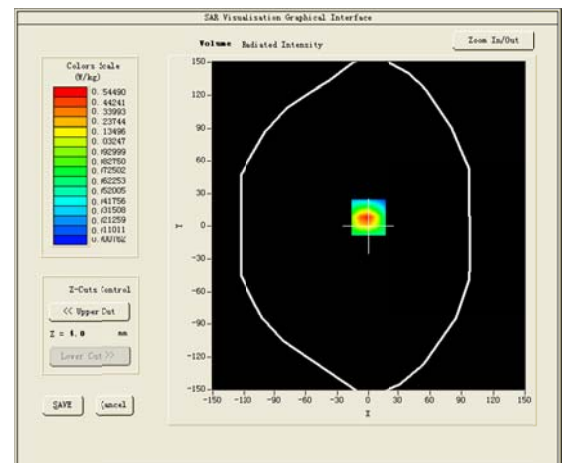 SAR Visualisation Graphical Interface
Volume Radiated Intensity
Zoom In/Out
Colors Scale
(W/kg)
0.54490
0.44241
0.33993
0.23744
0.13496
0.03247
150
120
90
60
30
0
-30
-60
-90
-120
-150
Y
-150 -120 -90 -60 -30 0 30 60 90 120 150
X
Z-Cuts Control
<< Upper Cut
Z = mm
Lower Cut >>
SAVE
Cancel